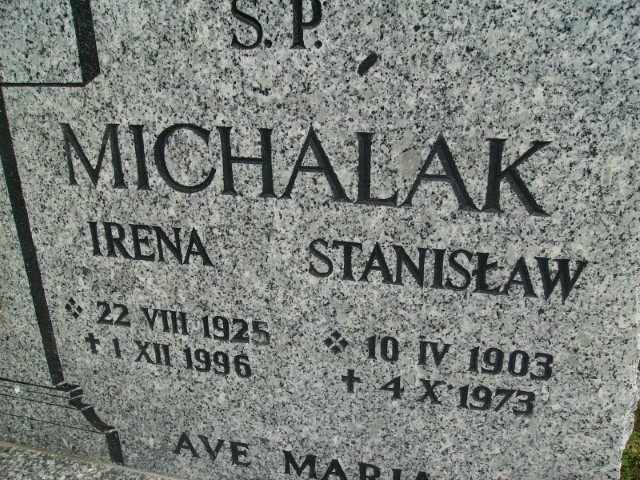 Ś.P.
MICHALAK
IRENA
22 VIII 1925
† 1 XII 1996
STANISŁAW
10 IV 1903
† 4 X 1973
AVE MARIA